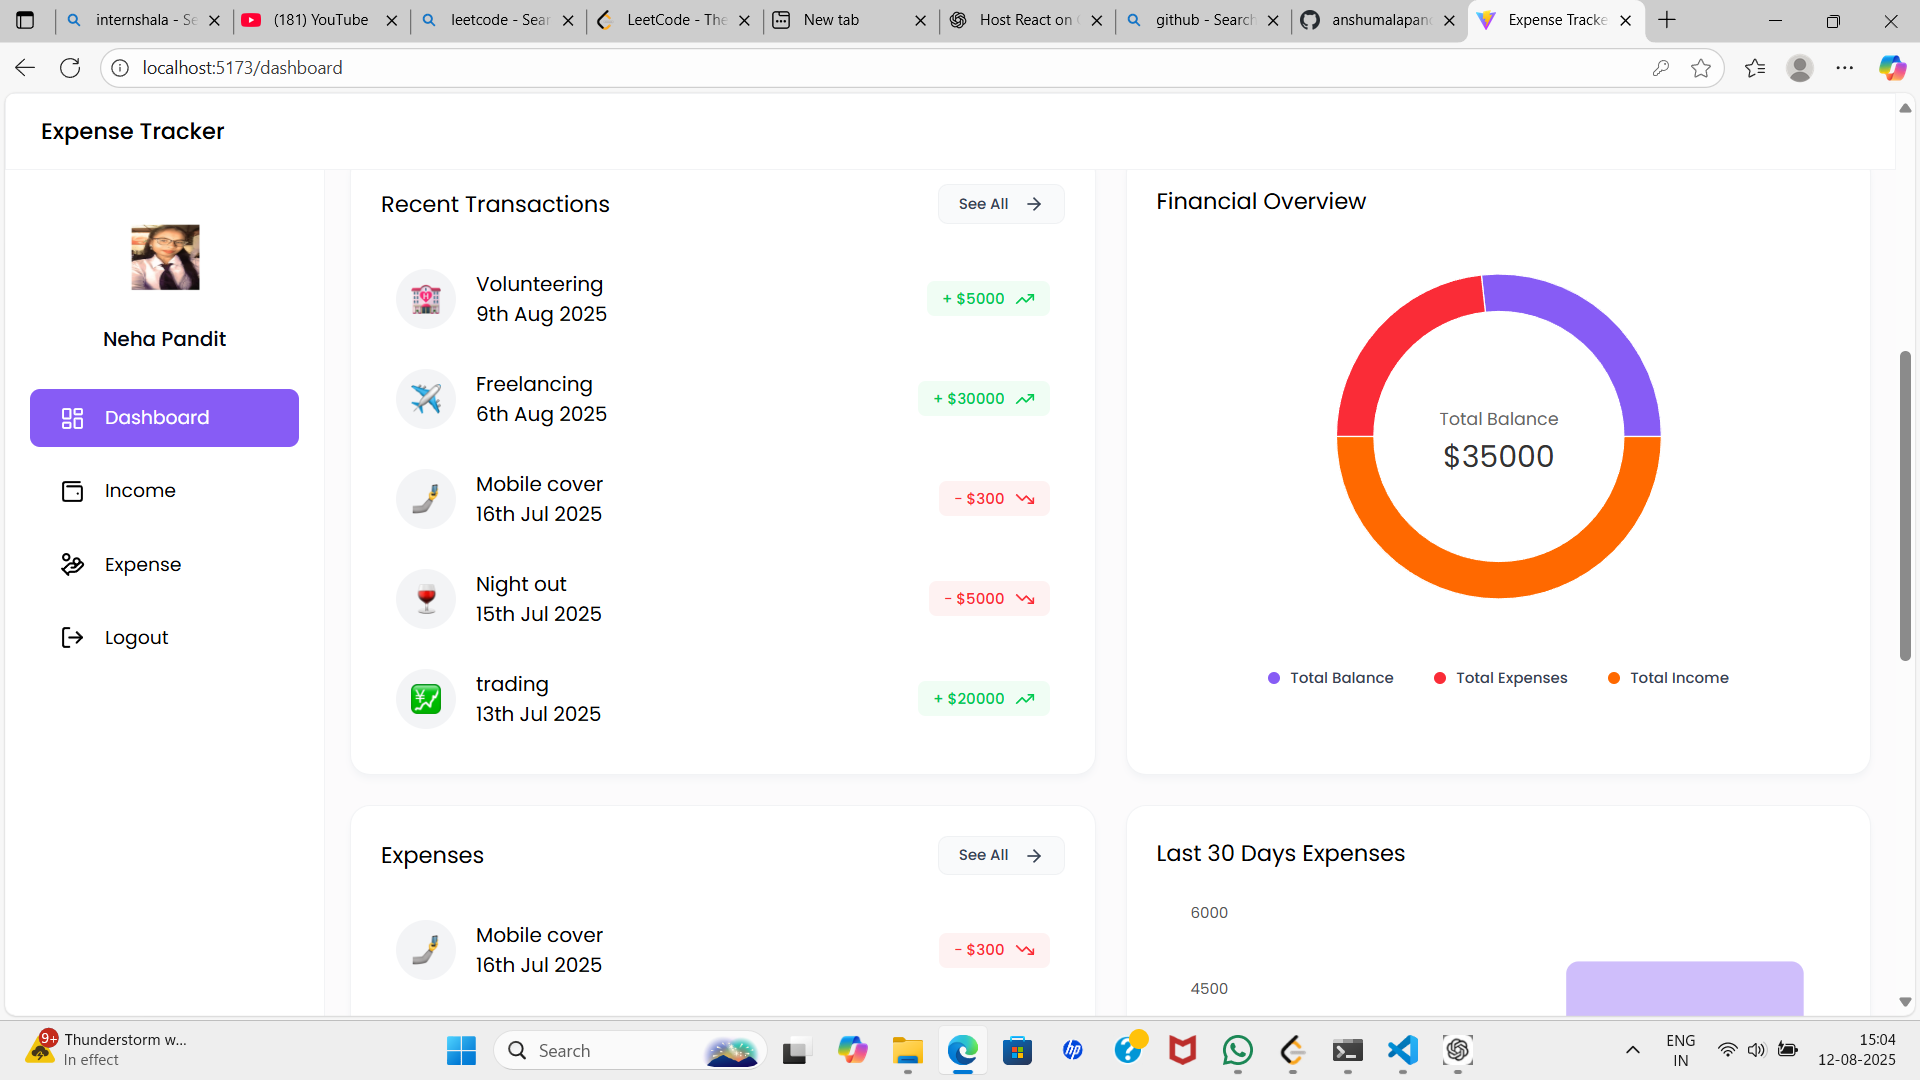 internshala - Se
(181) YouTube
leetcode - Sear
LeetCode - The
New tab
Host React on
github - Search
anshumalapan
Expense Tracke
localhost:5173/dashboard
Expense Tracker
Neha Pandit
Dashboard
Income
Expense
Logout
Recent Transactions
See All
Volunteering
9th Aug 2025
+ $5000
Freelancing
6th Aug 2025
+ $30000
Mobile cover
16th Jul 2025
- $300
Night out
15th Jul 2025
- $5000
trading
13th Jul 2025
+ $20000
Financial Overview
Total Balance
$35000
Total Balance
Total Expenses
Total Income
Expenses
See All
Mobile cover
16th Jul 2025
- $300
Last 30 Days Expenses
6000
4500
9+
Thunderstorm w...
In effect
Search
hp
ENG
IN
15:04
12-08-2025